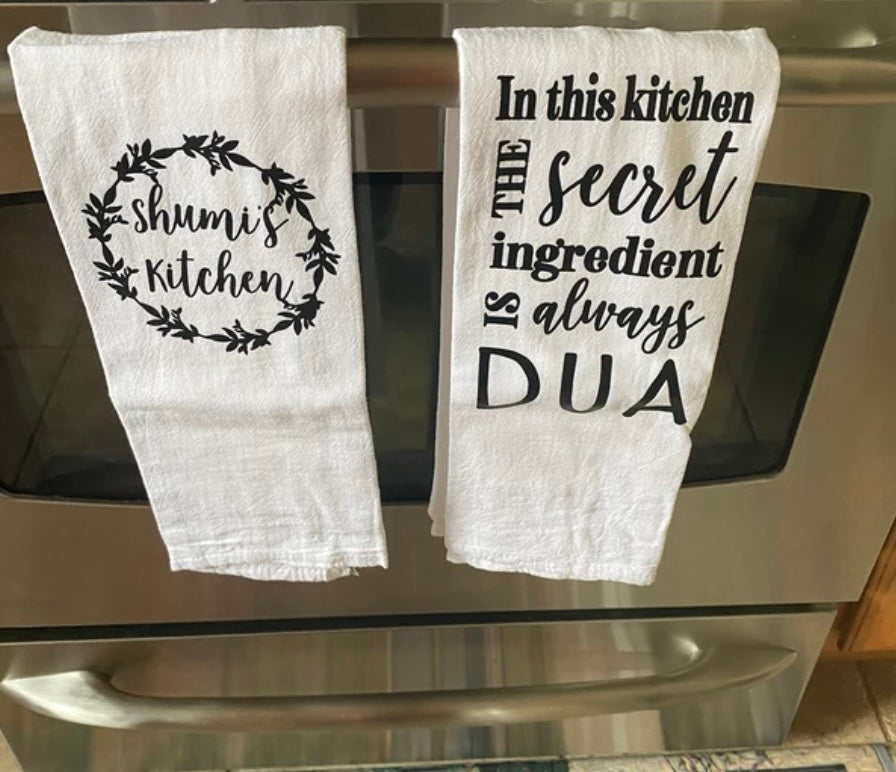 Shumi's
Kitchen
In this kitchen
THE secret
ingredient
IS always
DUA